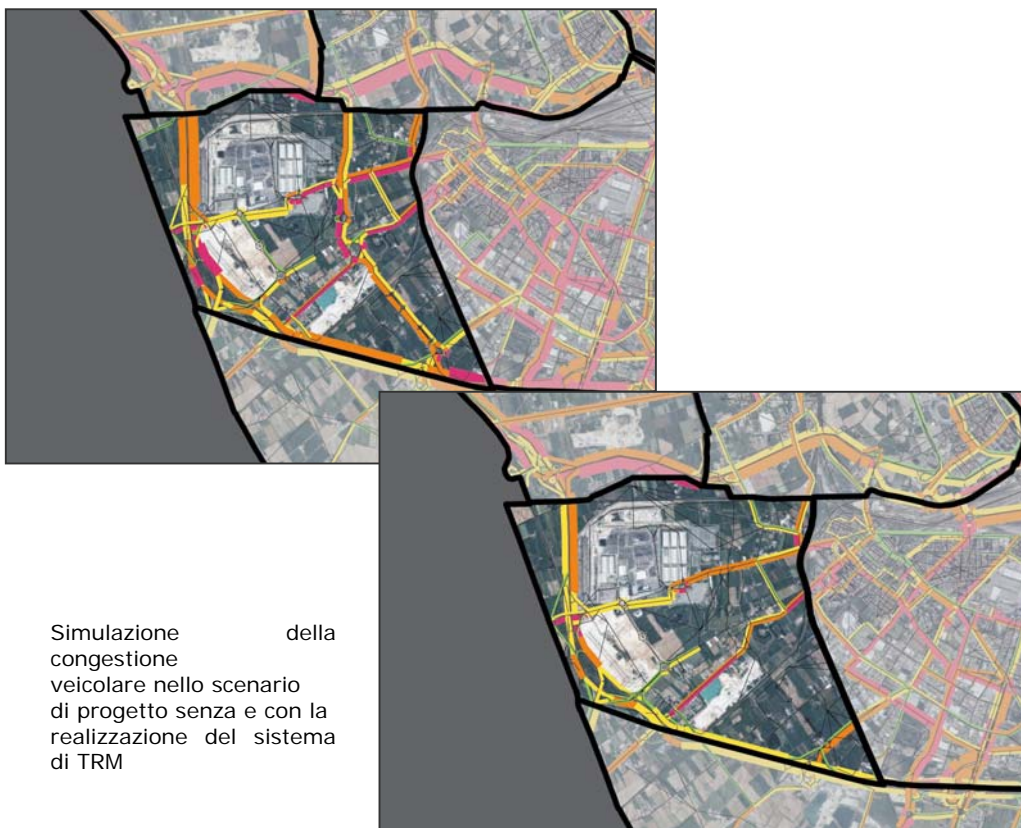 Simulazione della
congestione
veicolare nello scenario
di progetto senza e con la
realizzazione del sistema
di TRM